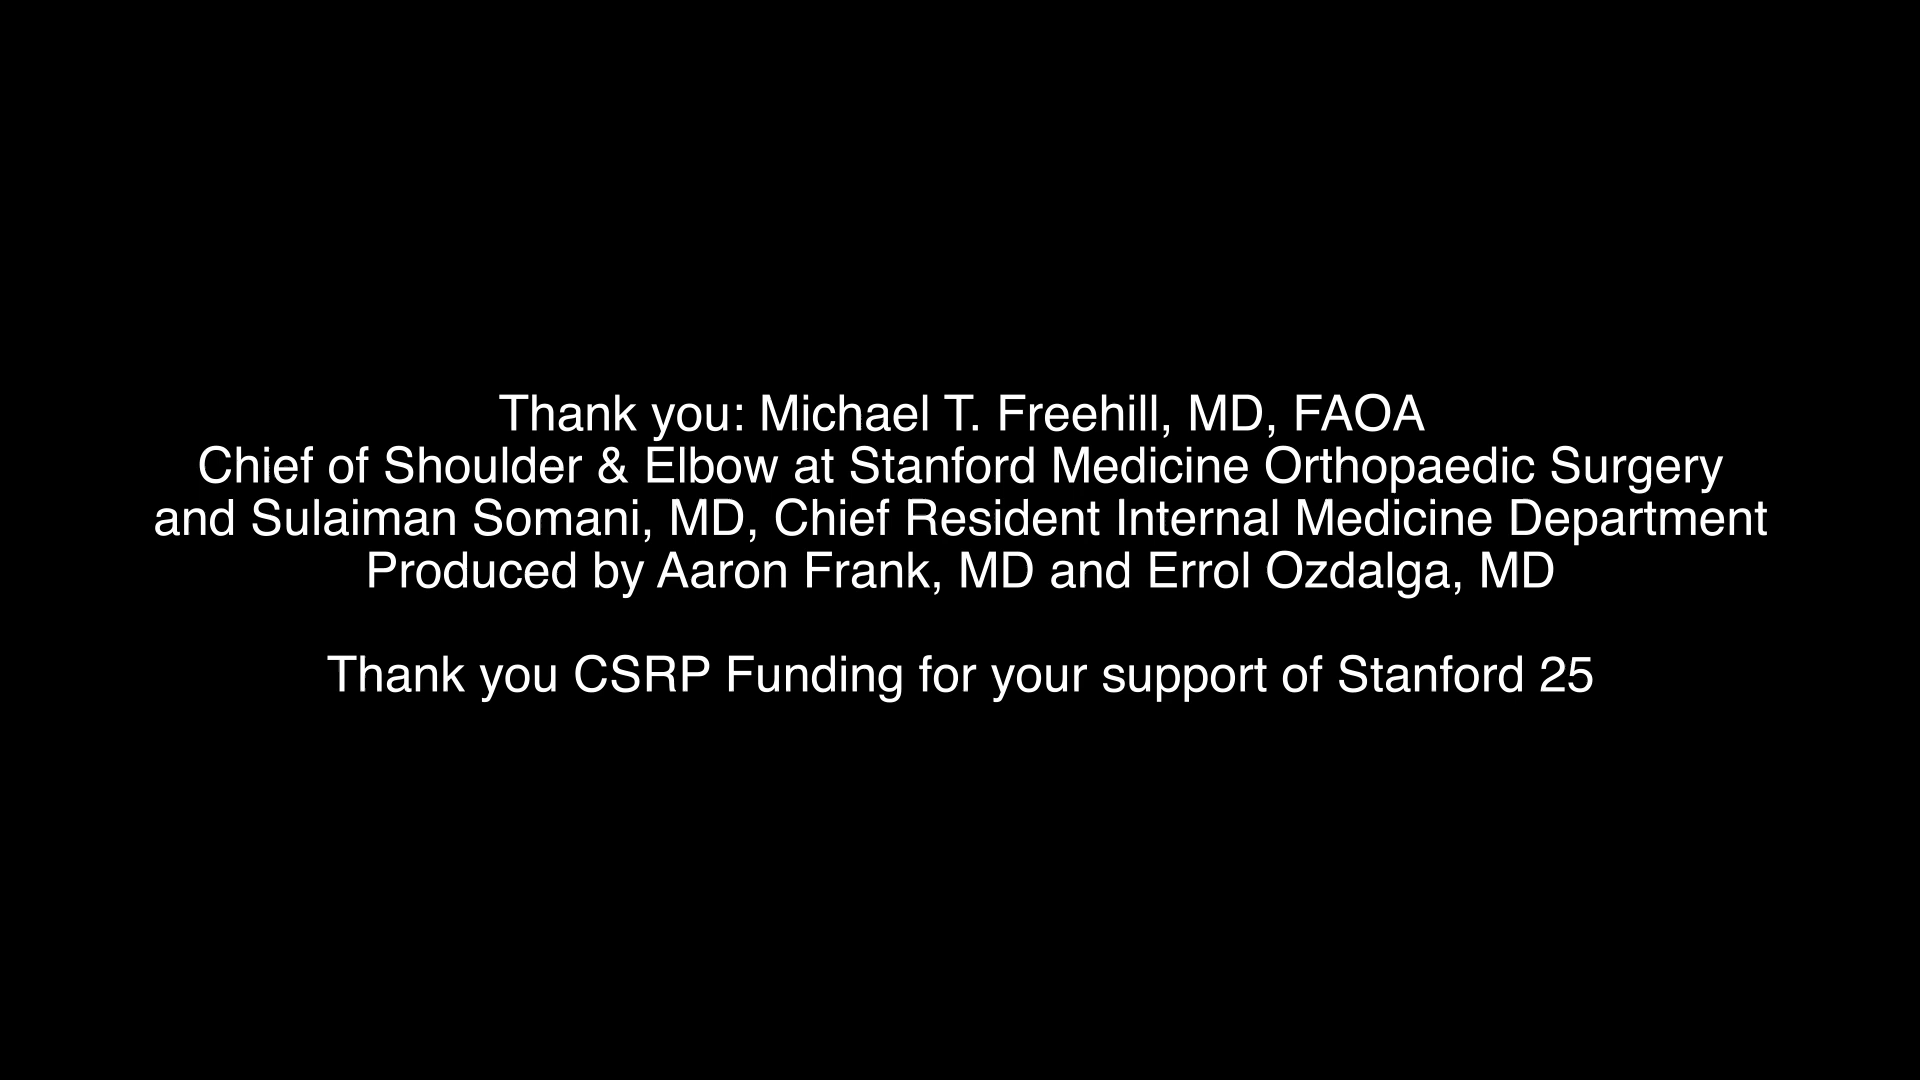 Thank you: Michael T. Freehill, MD, FAOA
Chief of Shoulder & Elbow at Stanford Medicine Orthopaedic Surgery
and Sulaiman Somani, MD, Chief Resident Internal Medicine Department
Produced by Aaron Frank, MD and Errol Ozdalga, MD
Thank you CSRP Funding for your support of Stanford 25